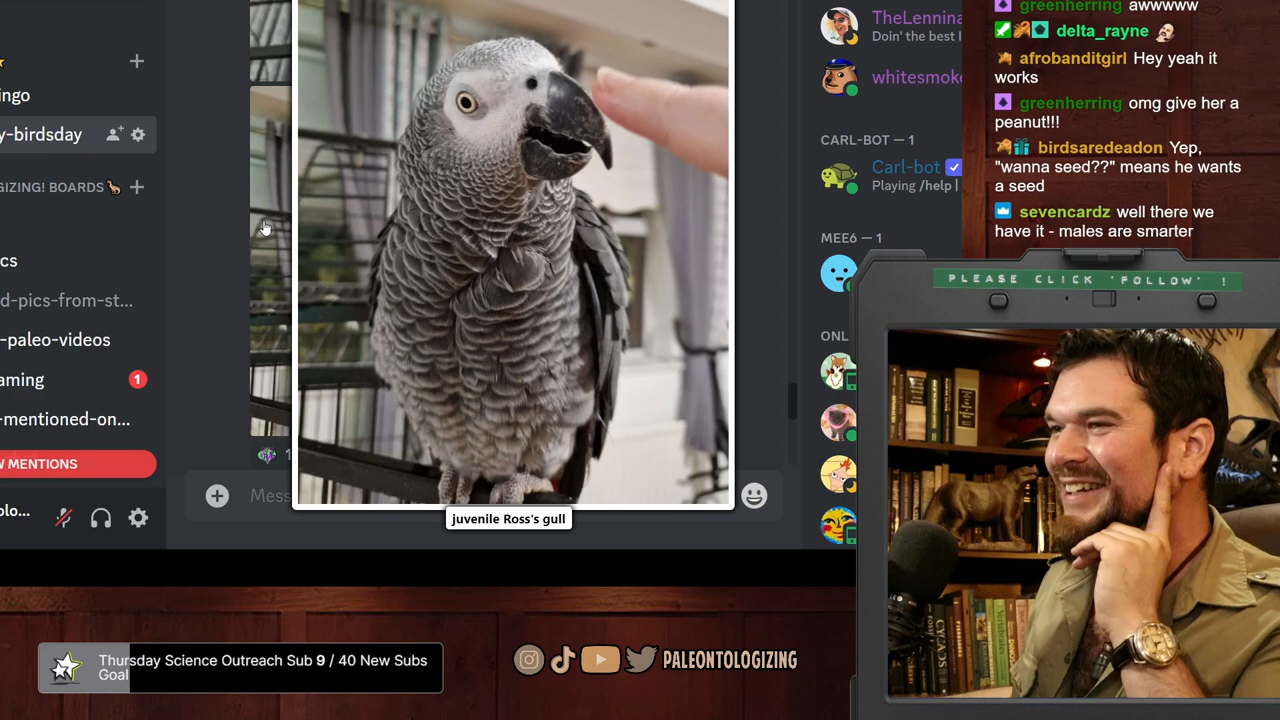 ingo
y-birdsday
GIZING! BOARDS
cs
d-pics-from-st...
-paleo-videos
aming
1
-mentioned-on...
W MENTIONS
olo...
1
Mess
juvenile Ross's gull
TheLennina
Doin' the best I
whitesmoke
CARL-BOT — 1
Carl-bot
Playing /help |
MEE6 — 1
ONL
greenherring awwwww
delta_rayne
afrobanditgirl Hey yeah it
works
greenherring omg give her a
peanut!!!
birdsaredeadon Yep,
"wanna seed??" means he wants
a seed
sevencardz well there we
have it - males are smarter
PLEASE CLICK 'FOLLOW' !
CYCADS
Thursday Science Outreach Sub 9 / 40 New Subs
Goal
PALEONTOLOGIZING